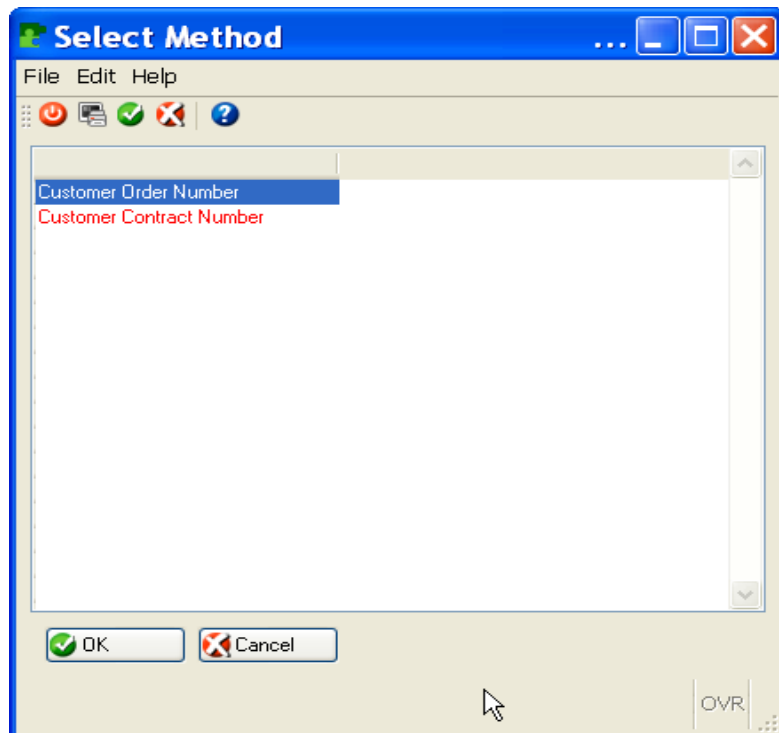 Select Method ...
File Edit Help
Customer Order Number
Customer Contract Number
OK Cancel
OVR